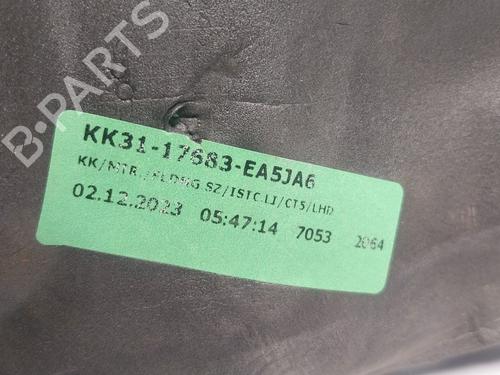 B-PARTS
KK31-17683-EA5JA6
KK/MTR./FLDNG SZ/ISTC.LI/CT5/LHD
02.12.2023 05:47:14 7053 2064